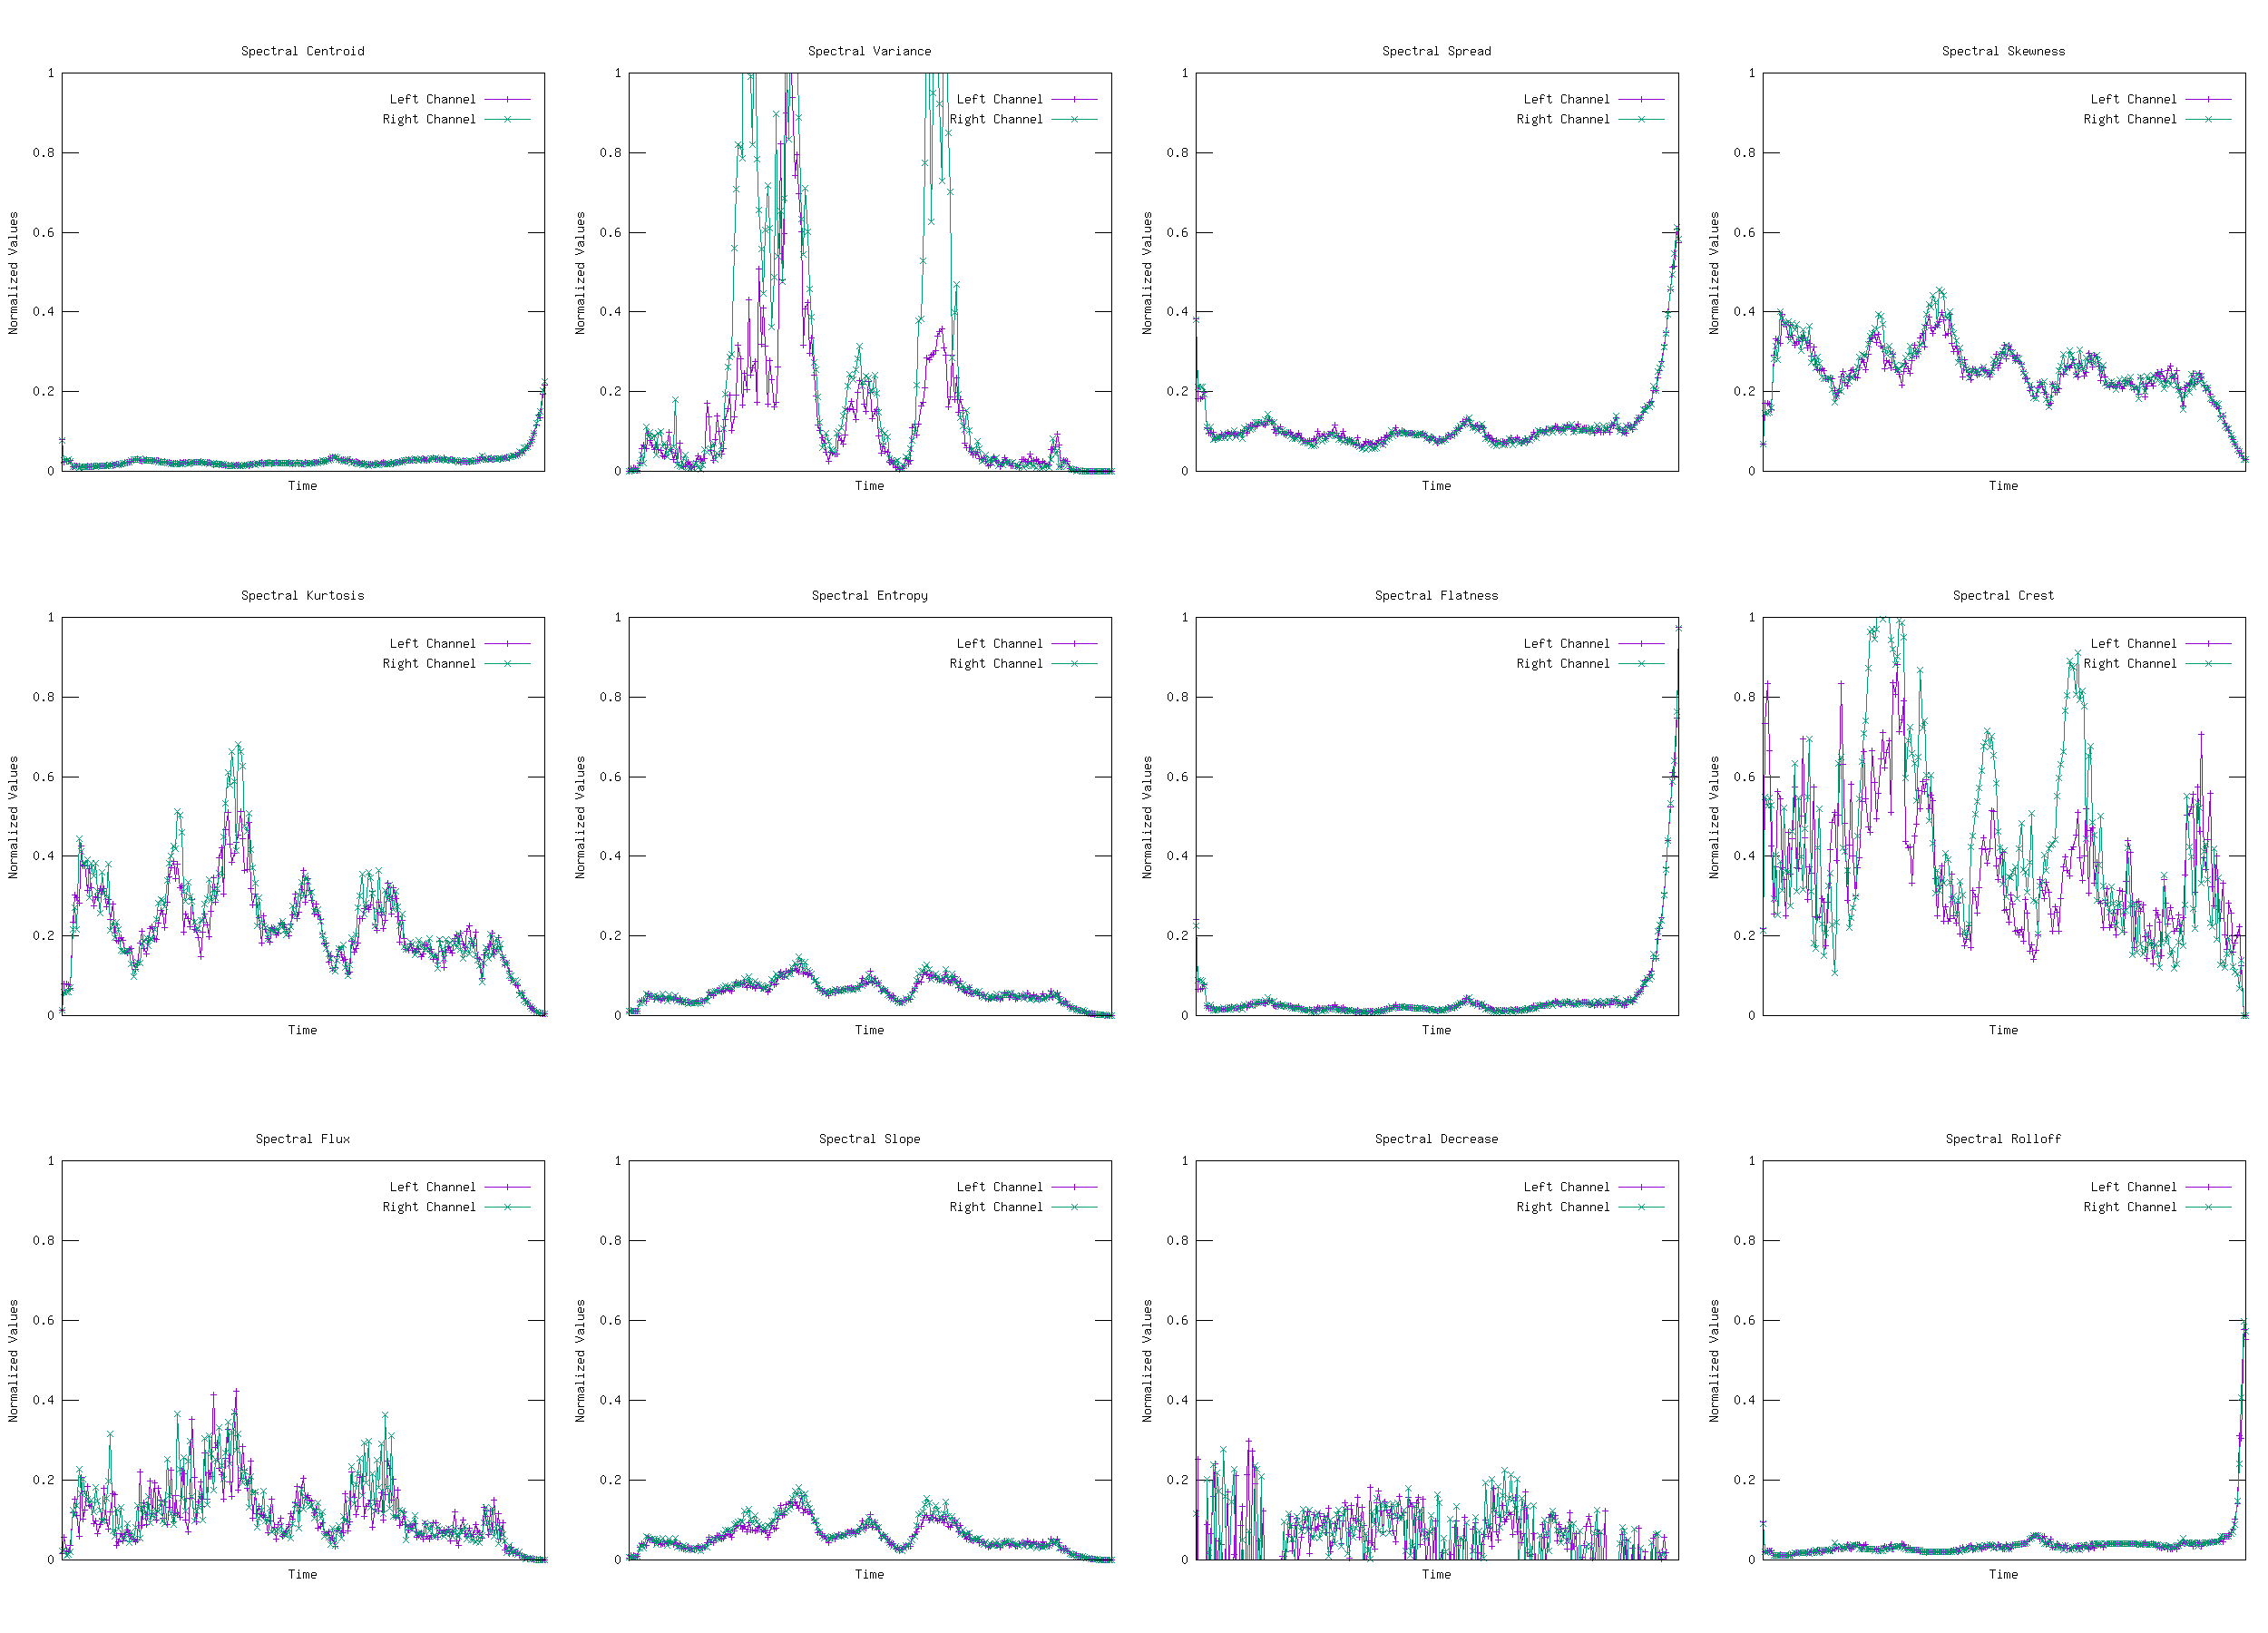 Spectral Centroid
1
0.8
0.6
0.4
0.2
0
Normalized Values
Time
Left Channel
Right Channel
Spectral Variance
1
0.8
0.6
0.4
0.2
0
Normalized Values
Time
Left Channel
Right Channel
Spectral Spread
1
0.8
0.6
0.4
0.2
0
Normalized Values
Time
Left Channel
Right Channel
Spectral Skewness
1
0.8
0.6
0.4
0.2
0
Normalized Values
Time
Left Channel
Right Channel
Spectral Kurtosis
1
0.8
0.6
0.4
0.2
0
Normalized Values
Time
Left Channel
Right Channel
Spectral Entropy
1
0.8
0.6
0.4
0.2
0
Normalized Values
Time
Left Channel
Right Channel
Spectral Flatness
1
0.8
0.6
0.4
0.2
0
Normalized Values
Time
Left Channel
Right Channel
Spectral Crest
1
0.8
0.6
0.4
0.2
0
Normalized Values
Time
Left Channel
Right Channel
Spectral Flux
1
0.8
0.6
0.4
0.2
0
Normalized Values
Time
Left Channel
Right Channel
Spectral Slope
1
0.8
0.6
0.4
0.2
0
Normalized Values
Time
Left Channel
Right Channel
Spectral Decrease
1
0.8
0.6
0.4
0.2
0
Normalized Values
Time
Left Channel
Right Channel
Spectral Rolloff
1
0.8
0.6
0.4
0.2
0
Normalized Values
Time
Left Channel
Right Channel